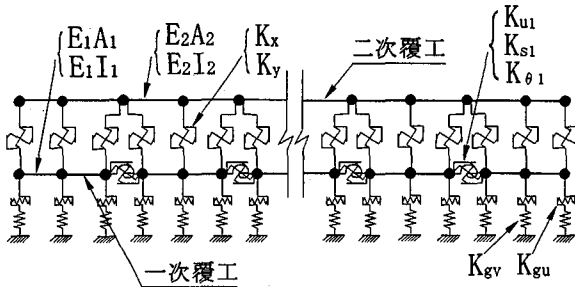 E₁A₁
E₁I₁
E₂A₂
E₂I₂
Kx
Ky
二次覆工
Ku1
Ks1
Kθ1
一次覆工
Kgv
Kgu